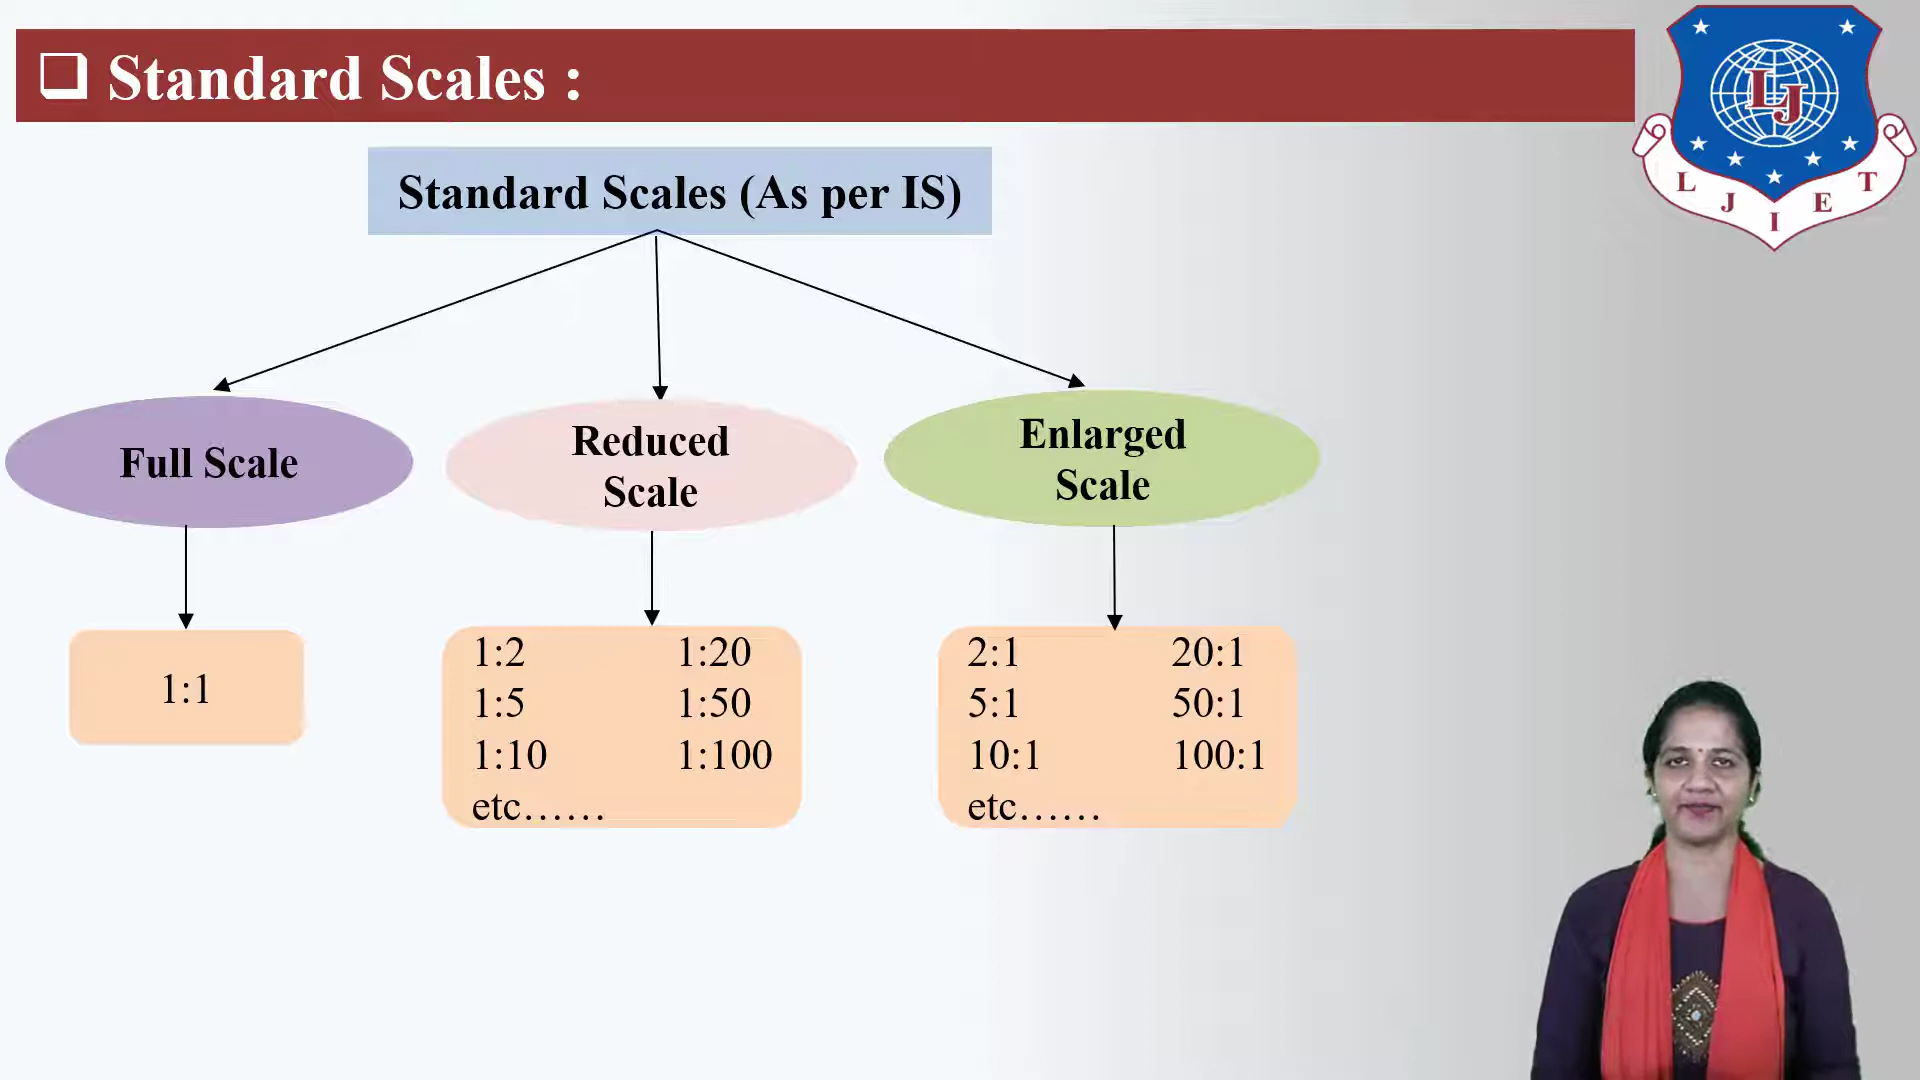 ❑ Standard Scales :
LJ
L J I E T
Standard Scales (As per IS)
Full Scale
Reduced
Scale
Enlarged
Scale
1:1
1:2 1:20
1:5 1:50
1:10 1:100
etc......
2:1 20:1
5:1 50:1
10:1 100:1
etc......